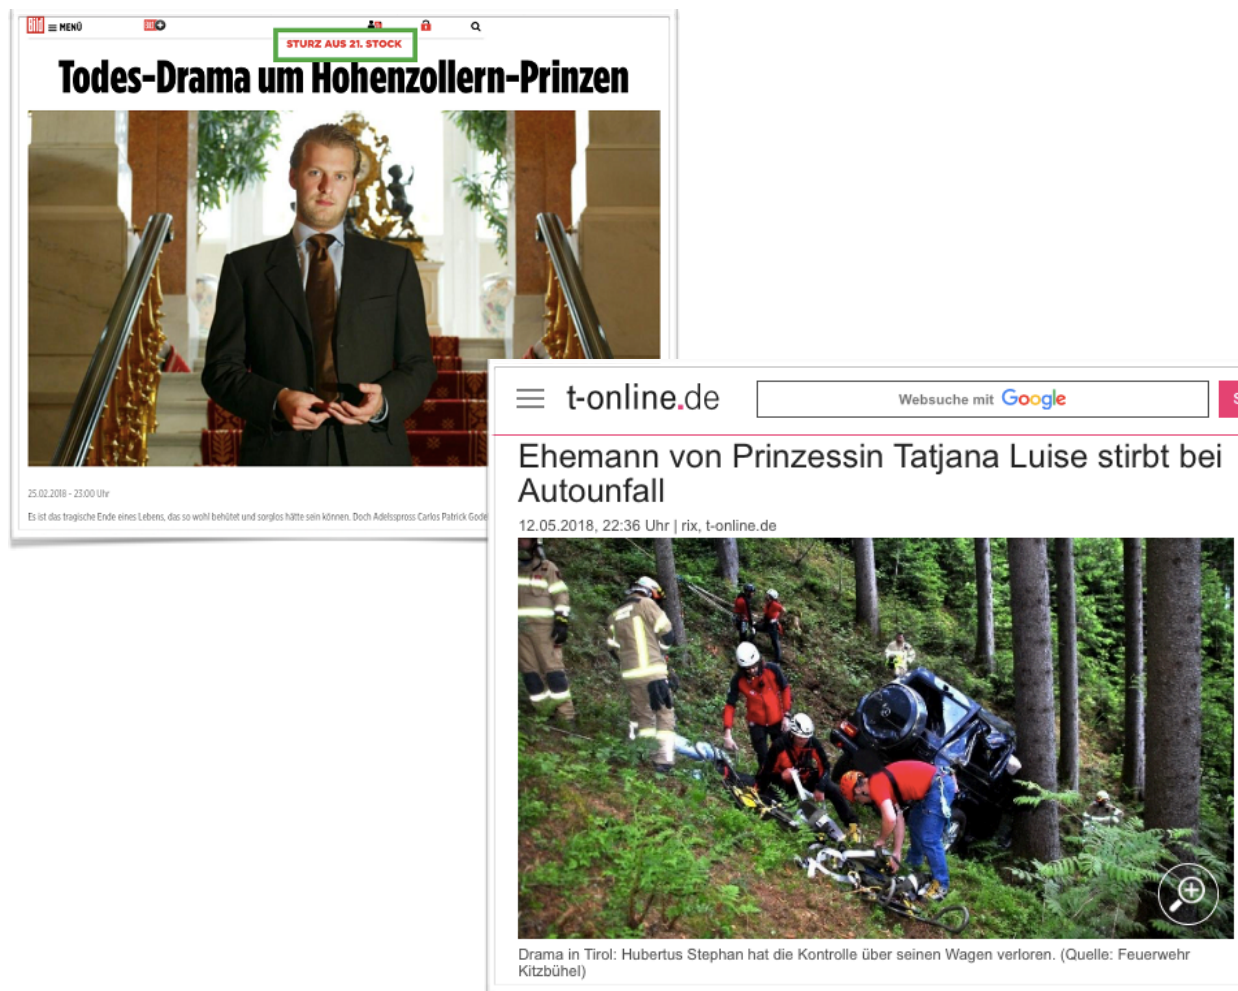 Bild MENÜ BILD
STURZ AUS 21. STOCK
Todes-Drama um Hohenzollern-Prinzen
25.02.2018 - 23:00 Uhr
Es ist das tragische Ende eines Lebens, das so wohl behütet und sorglos hätte sein können. Doch Adelsspross Carlos Patrick Gode
t-online.de
Websuche mit Google
S
Ehemann von Prinzessin Tatjana Luise stirbt bei
Autounfall
12.05.2018, 22:36 Uhr | rix, t-online.de
Drama in Tirol: Hubertus Stephan hat die Kontrolle über seinen Wagen verloren. (Quelle: Feuerwehr
Kitzbühel)